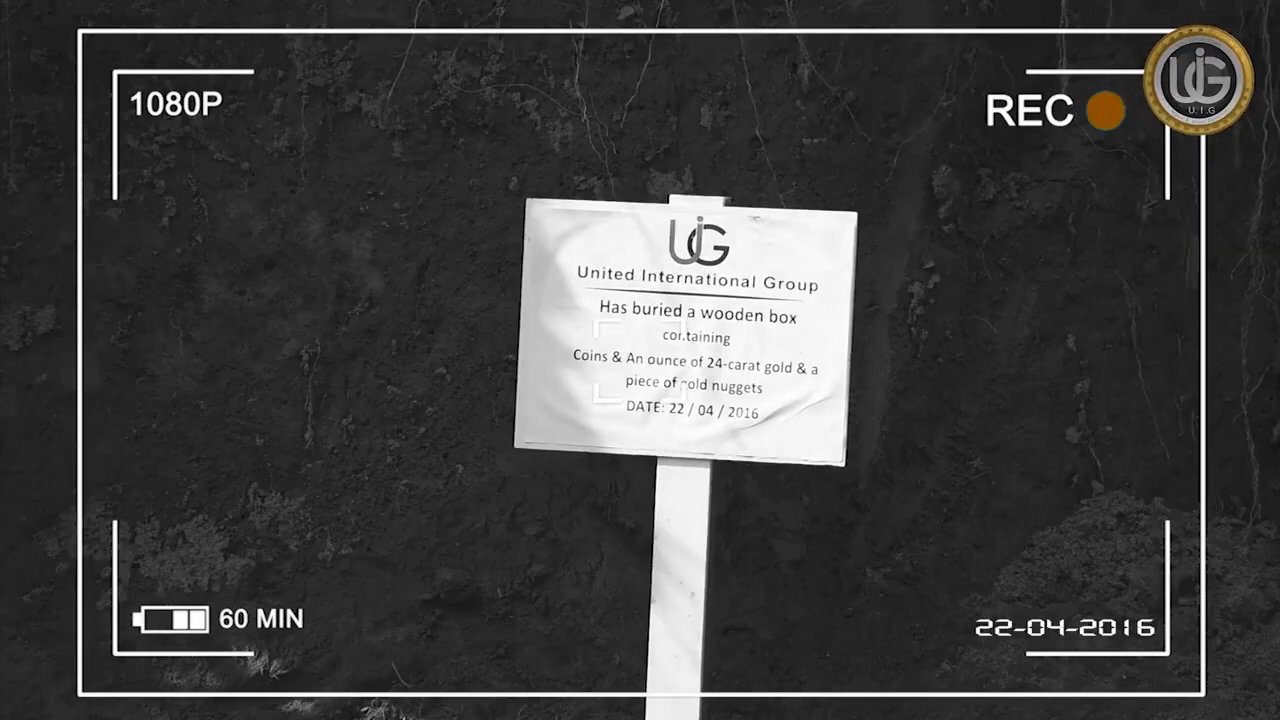 1080P
REC
UiG
U.I.G
UiG
United International Group
Has buried a wooden box
containing
Coins & An ounce of 24-carat gold & a
piece of gold nuggets
DATE: 22 / 04 / 2016
60 MIN
22-04-2016